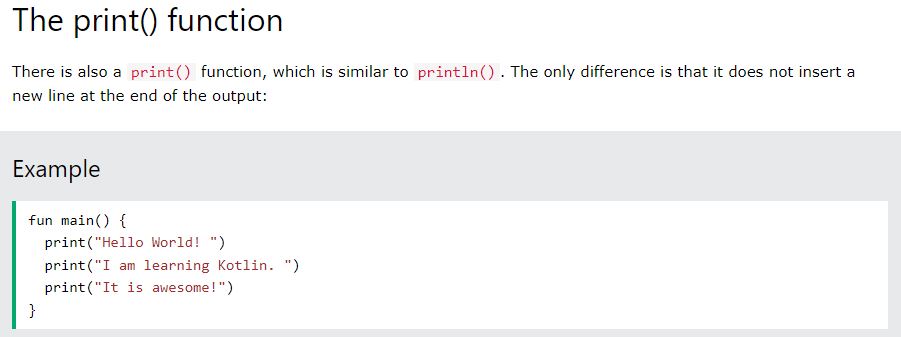 The print() function
There is also a print() function, which is similar to println(). The only difference is that it does not insert a
new line at the end of the output:
Example
fun main() {
  print("Hello World! ")
  print("I am learning Kotlin. ")
  print("It is awesome!")
}